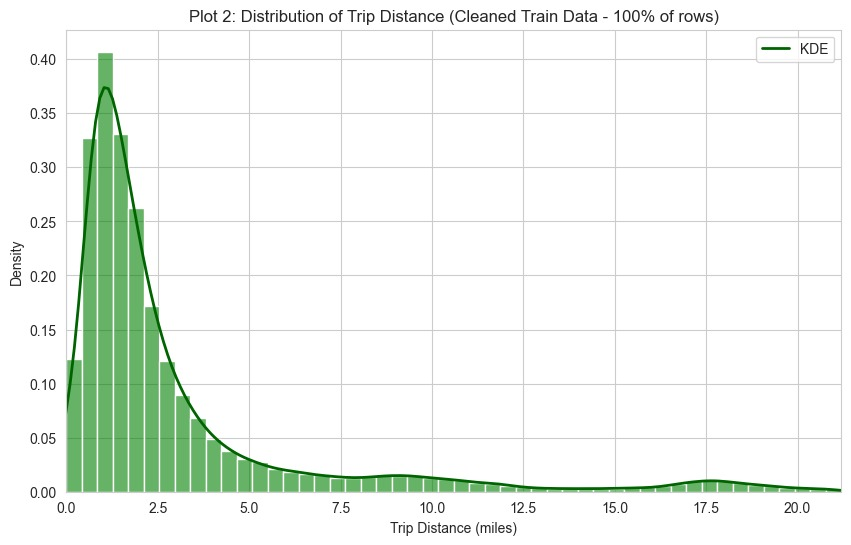 Plot 2: Distribution of Trip Distance (Cleaned Train Data - 100% of rows)
KDE
0.40
0.35
0.30
0.25
0.20
0.15
0.10
0.05
0.00
Density
0.0 2.5 5.0 7.5 10.0 12.5 15.0 17.5 20.0
Trip Distance (miles)